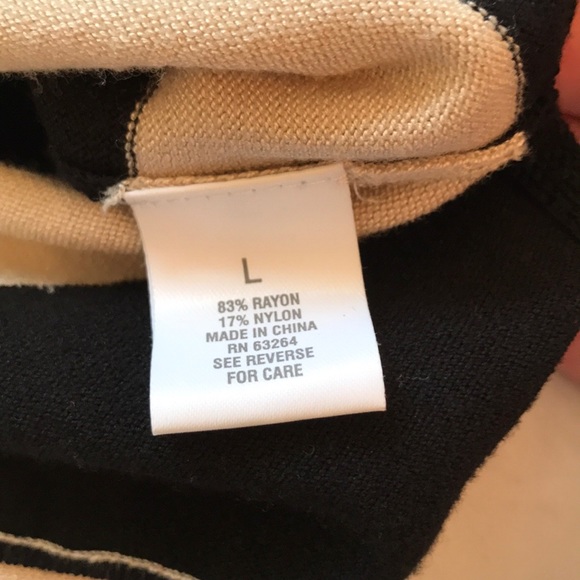 L
83% RAYON
17% NYLON
MADE IN CHINA
RN 63264
SEE REVERSE
FOR CARE